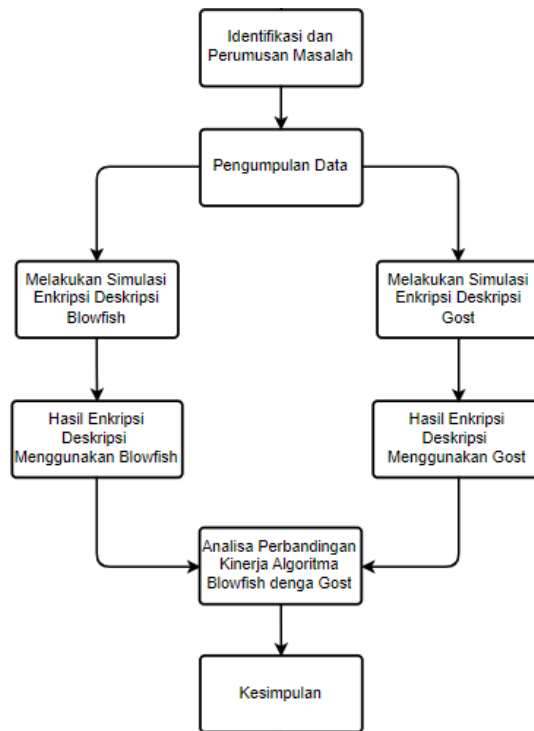 Identifikasi dan
Perumusan Masalah
Pengumpulan Data
Melakukan Simulasi
Enkripsi Deskripsi
Blowfish
Melakukan Simulasi
Enkripsi Deskripsi
Gost
Hasil Enkripsi
Deskripsi
Menggunakan Blowfish
Hasil Enkripsi
Deskripsi
Menggunakan Gost
Analisa Perbandingan
Kinerja Algoritma
Blowfish denga Gost
Kesimpulan